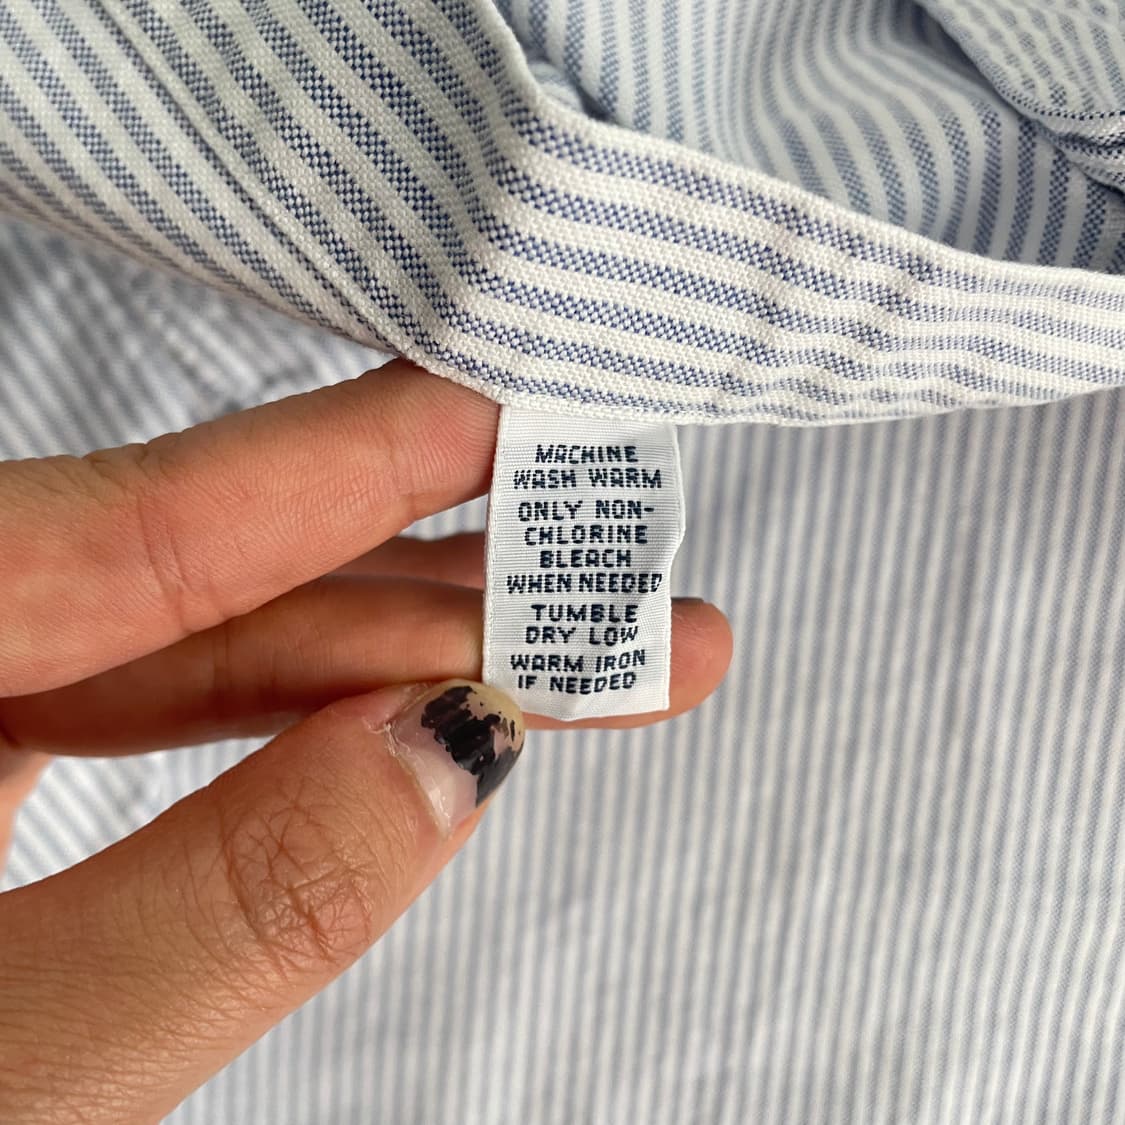 MACHINE
WASH WARM
ONLY NON-
CHLORINE
BLEACH
WHEN NEEDED
TUMBLE
DRY LOW
WARM IRON
IF NEEDED